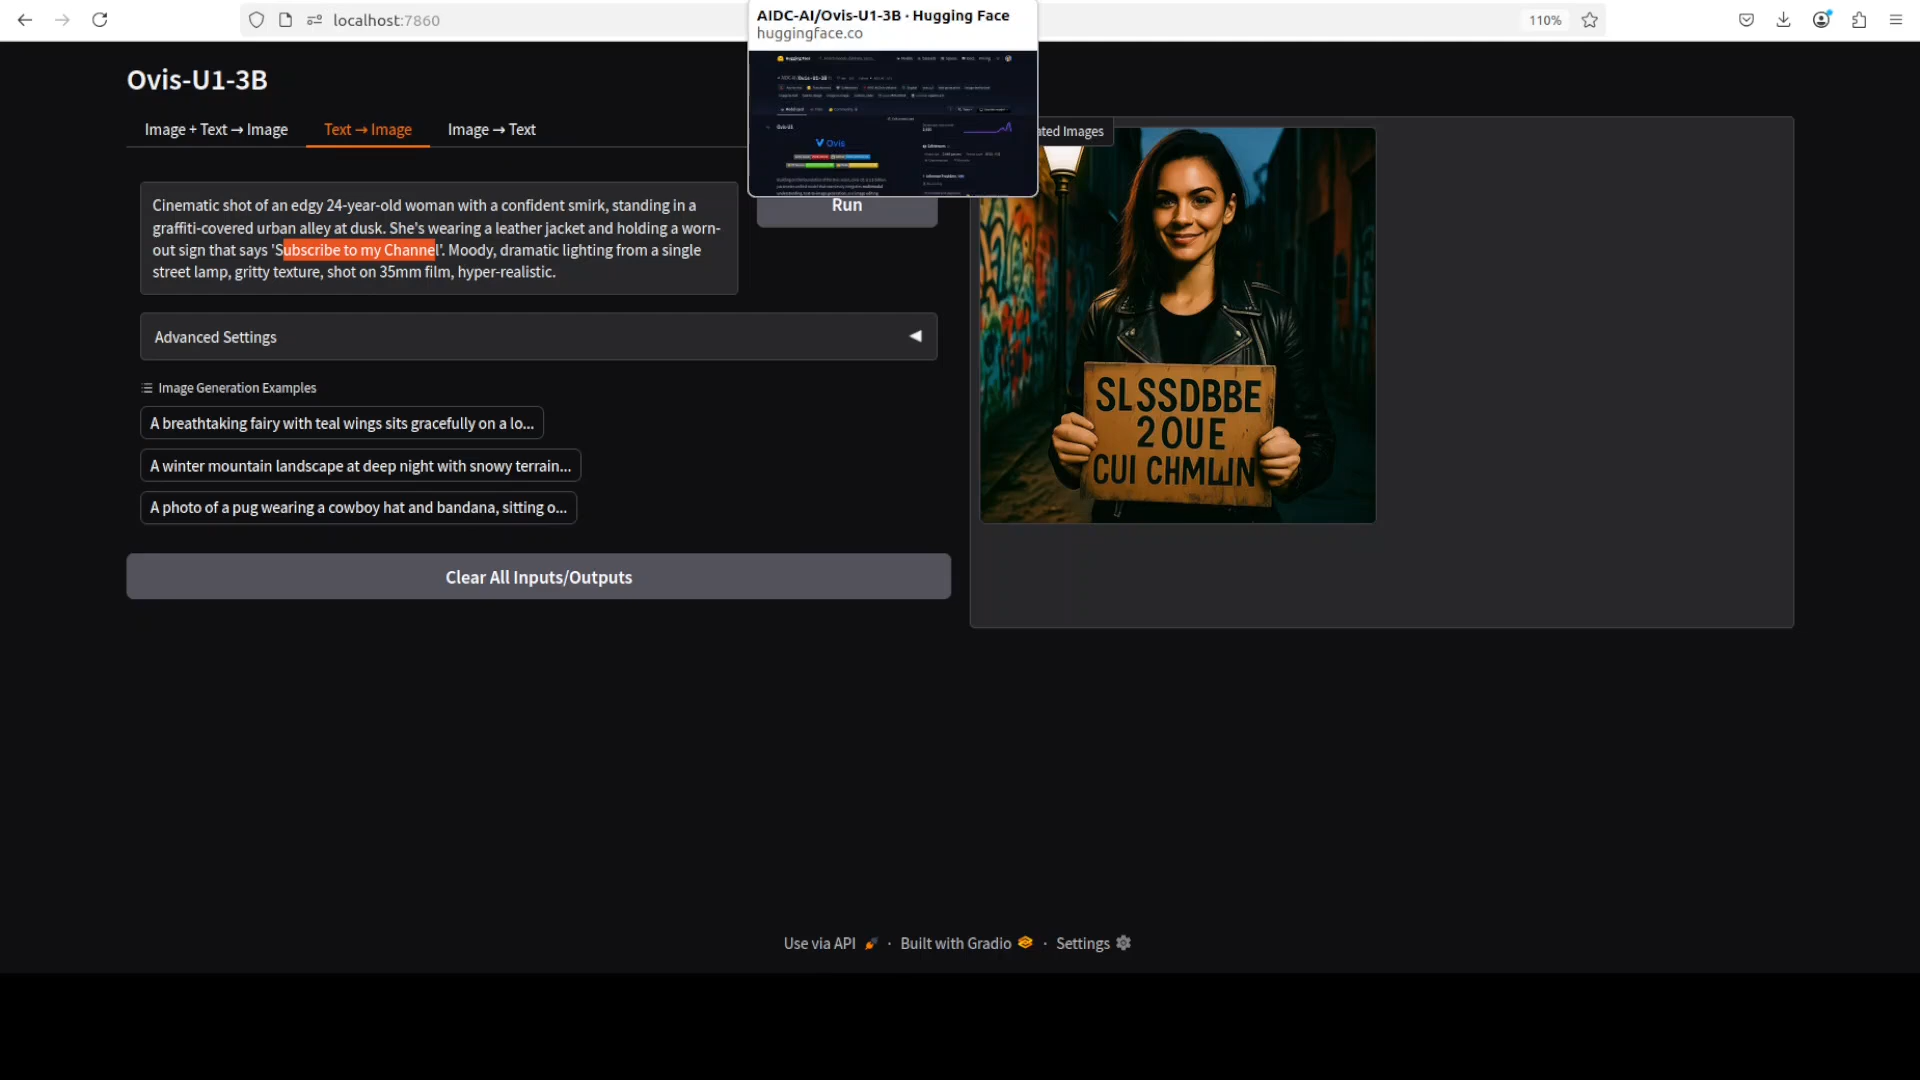 AIDC-AI/Ovis-U1-3B · Hugging Face
huggingface.co
localhost:7860
110%
Ovis-U1-3B
Image + Text → Image
Text → Image
Image → Text
Ovis
ated Images
Cinematic shot of an edgy 24-year-old woman with a confident smirk, standing in a
graffiti-covered urban alley at dusk. She's wearing a leather jacket and holding a worn-
out sign that says 'Subscribe to my Channel'. Moody, dramatic lighting from a single
street lamp, gritty texture, shot on 35mm film, hyper-realistic.
Run
Advanced Settings
Image Generation Examples
A breathtaking fairy with teal wings sits gracefully on a lo...
A winter mountain landscape at deep night with snowy terrain...
A photo of a pug wearing a cowboy hat and bandana, sitting o...
Clear All Inputs/Outputs
SLSSDBBE
2OUE
Use via API · Built with Gradio · Settings